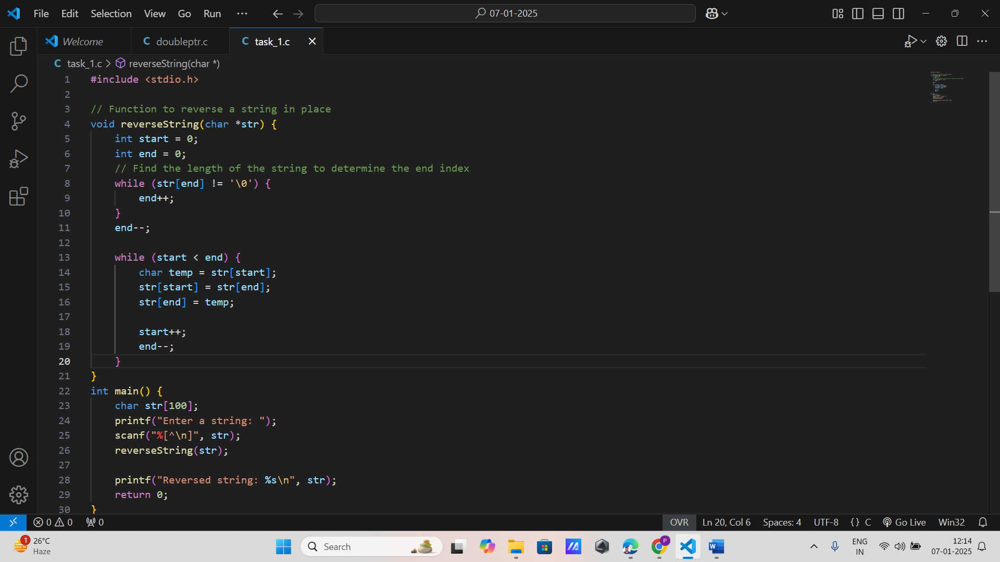 File Edit Selection View Go Run ··· 07-01-2025
Welcome C doubleptr.c C task_1.c
C task_1.c > reverseString(char *)
1 #include <stdio.h>
2
3 // Function to reverse a string in place
4 void reverseString(char *str) {
5     int start = 0;
6     int end = 0;
7     // Find the length of the string to determine the end index
8     while (str[end] != '\0') {
9         end++;
10     }
11     end--;
12
13     while (start < end) {
14         char temp = str[start];
15         str[start] = str[end];
16         str[end] = temp;
17
18         start++;
19         end--;
20     }
21 }
22 int main() {
23     char str[100];
24     printf("Enter a string: ");
25     scanf("%[^\n]", str);
26     reverseString(str);
27
28     printf("Reversed string: %s\n", str);
29     return 0;
30 }
0 0 0 OVR Ln 20, Col 6 Spaces: 4 UTF-8 {} C Go Live Win32
1 26°C
Haze
Search
P
W
ENG
IN
12:14
07-01-2025